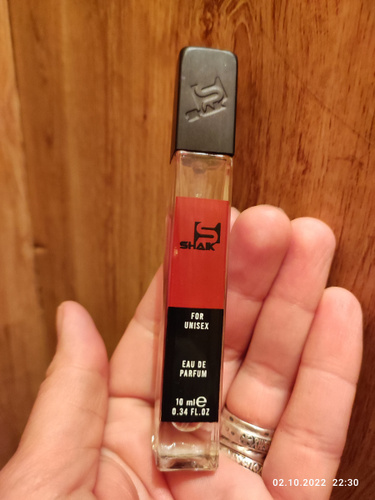 SHAIK
FOR
UNISEX
EAU DE
PARFUM
10 ml e
0.34 FL.OZ
02.10.2022 22:30